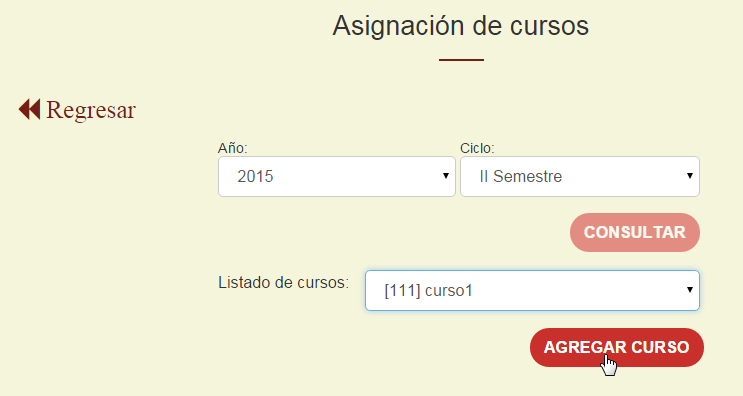 Asignación de cursos
Regresar
Año: Ciclo:
2015 II Semestre
CONSULTAR
Listado de cursos: [111] curso1
AGREGAR CURSO